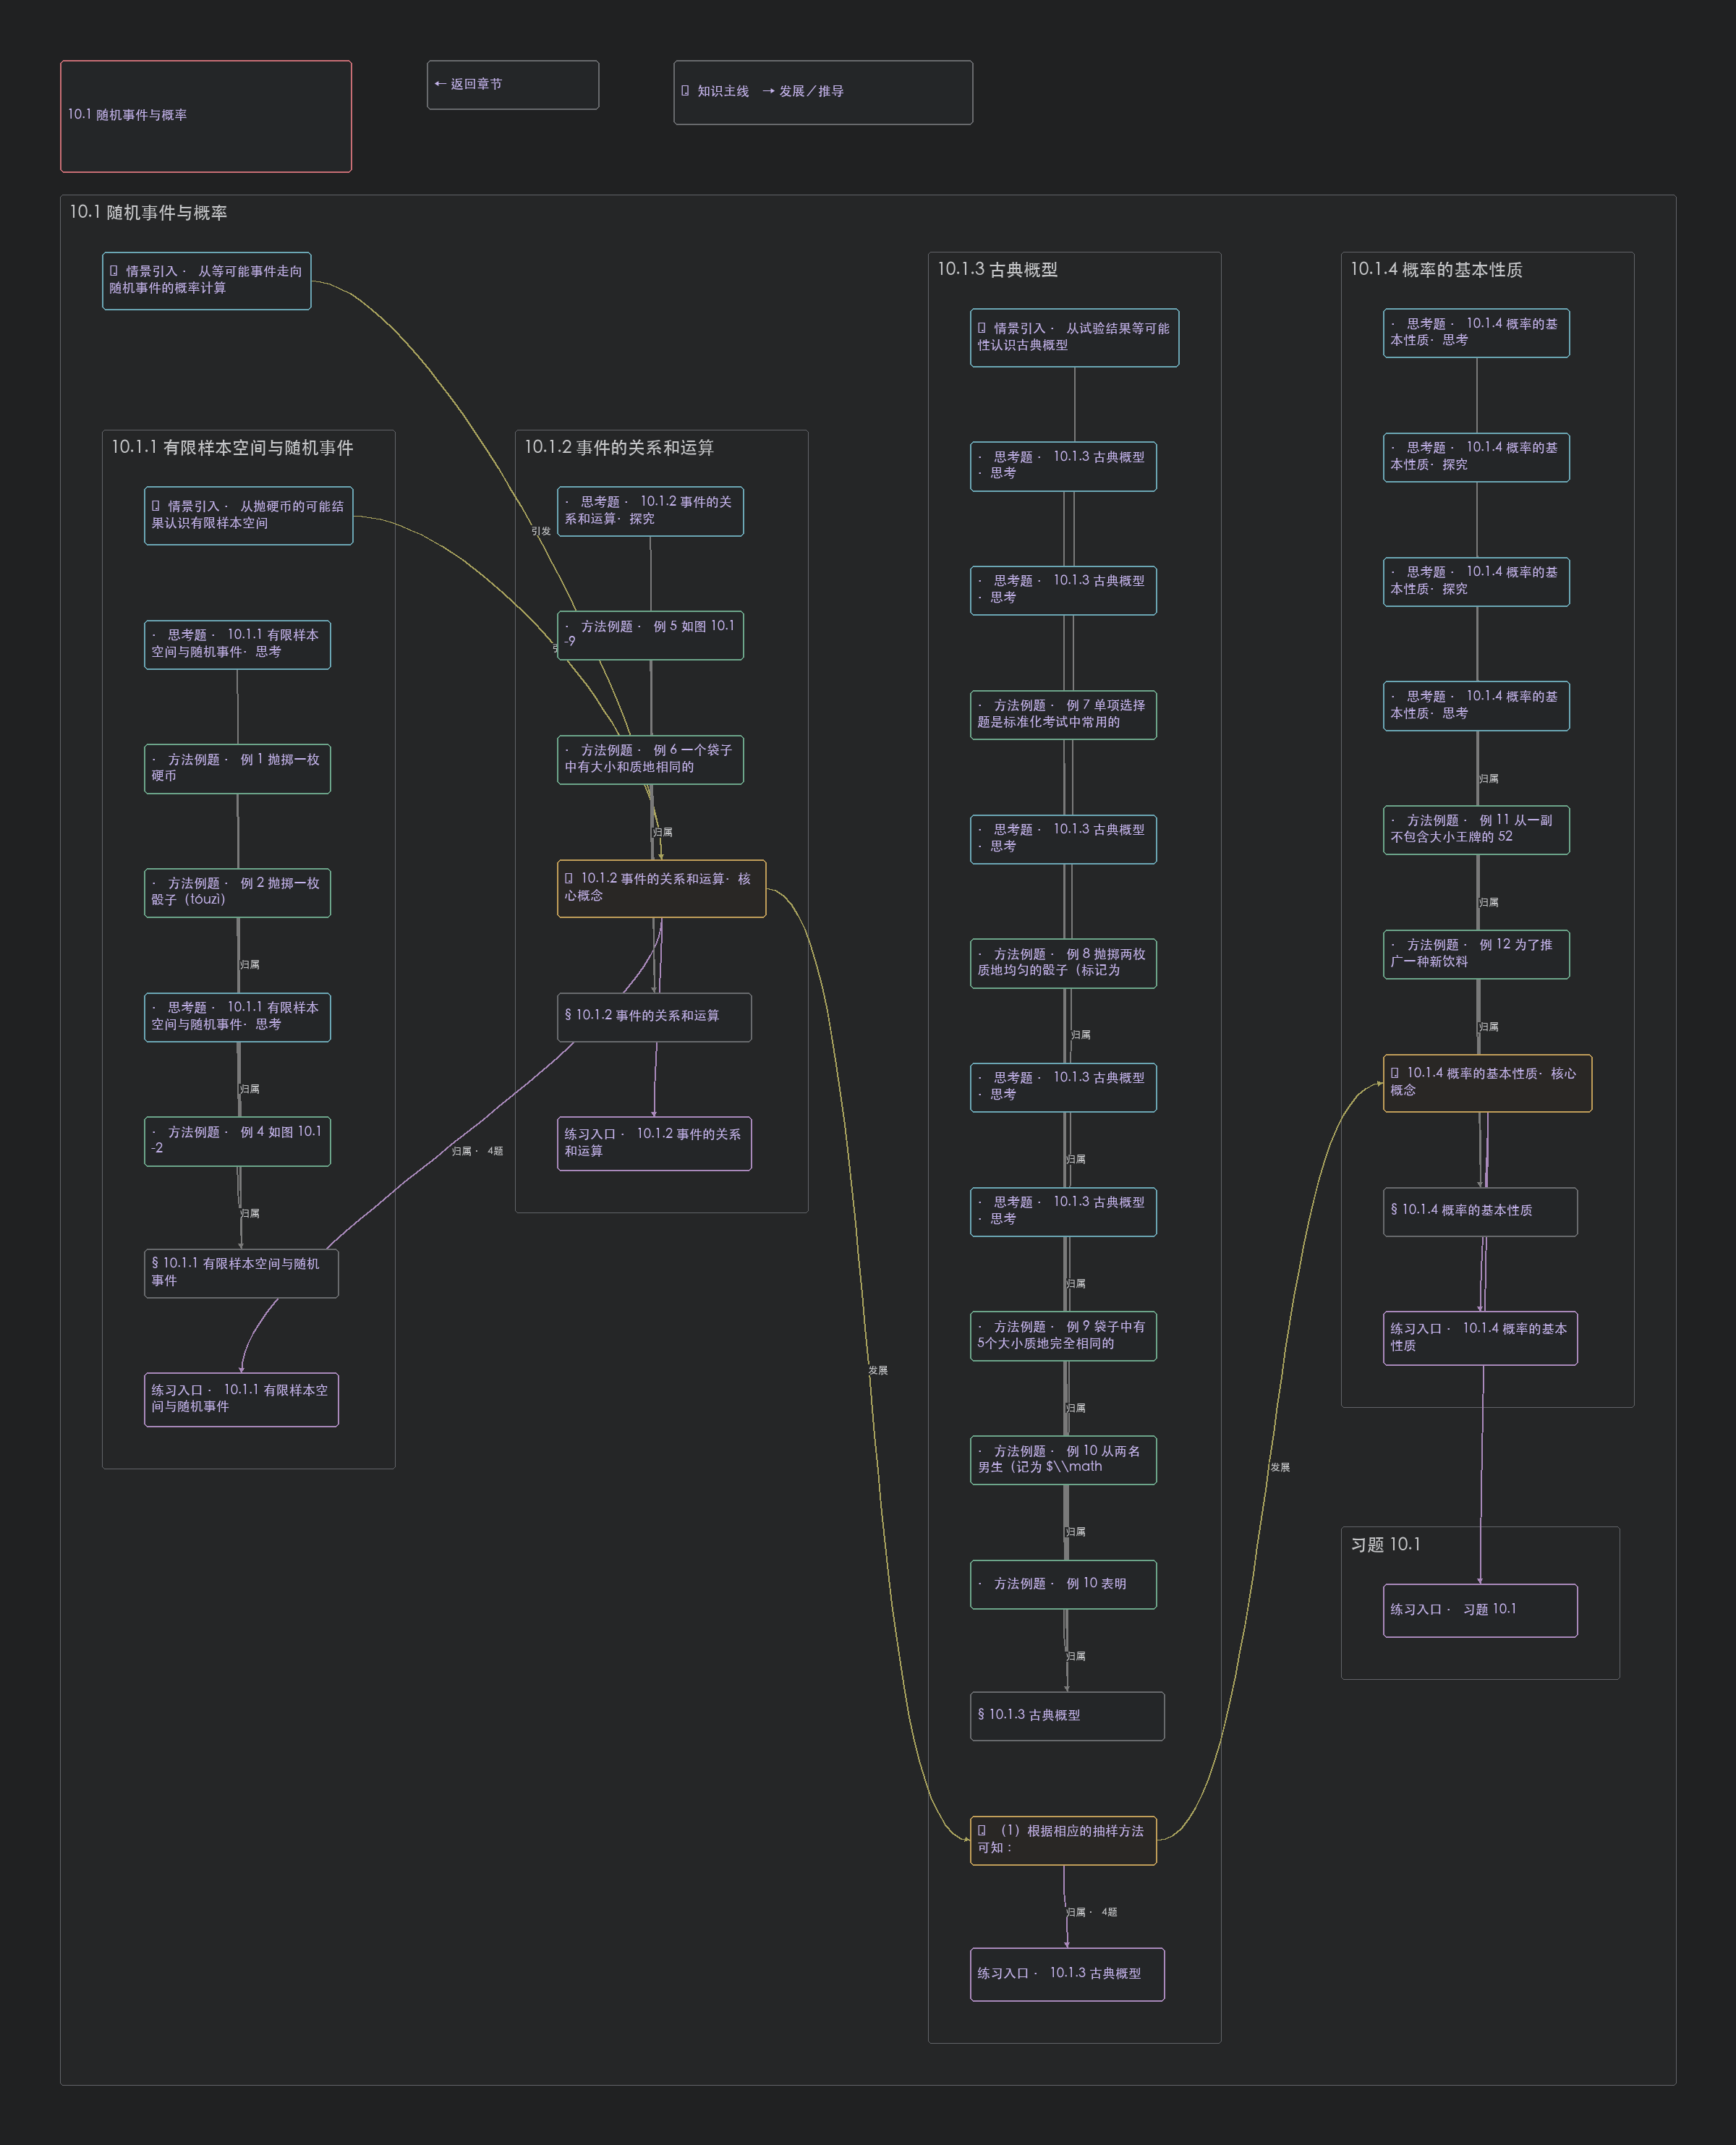 10.1 随机事件与概率
← 返回章节
知识主线 → 发展／推导
10.1 随机事件与概率
情景引入 · 从等可能事件走向
随机事件的概率计算
10.1.1 有限样本空间与随机事件
情景引入 · 从抛硬币的可能结
果认识有限样本空间
· 思考题 · 10.1.1 有限样本
空间与随机事件· 思考
· 方法例题 · 例 1 抛掷一枚
硬币
· 方法例题 · 例 2 抛掷一枚
骰子（tóuzi）
归属
· 思考题 · 10.1.1 有限样本
空间与随机事件· 思考
归属
· 方法例题 · 例 4 如图 10.1
-2
归属
§ 10.1.1 有限样本空间与随机
事件
练习入口 · 10.1.1 有限样本空
间与随机事件
10.1.2 事件的关系和运算
· 思考题 · 10.1.2 事件的关
系和运算· 探究
引发
· 方法例题 · 例 5 如图 10.1
-9
· 方法例题 · 例 6 一个袋子
中有大小和质地相同的
归属
10.1.2 事件的关系和运算· 核
心概念
§ 10.1.2 事件的关系和运算
练习入口 · 10.1.2 事件的关系
和运算
归属 · 4题
发展
10.1.3 古典概型
情景引入 · 从试验结果等可能
性认识古典概型
· 思考题 · 10.1.3 古典概型
· 思考
· 思考题 · 10.1.3 古典概型
· 思考
· 方法例题 · 例 7 单项选择
题是标准化考试中常用的
· 思考题 · 10.1.3 古典概型
· 思考
· 方法例题 · 例 8 抛掷两枚
质地均匀的骰子（标记为
归属
· 思考题 · 10.1.3 古典概型
· 思考
归属
· 思考题 · 10.1.3 古典概型
· 思考
归属
· 方法例题 · 例 9 袋子中有
5个大小质地完全相同的
归属
· 方法例题 · 例 10 从两名
男生（记为 $\\math
归属
· 方法例题 · 例 10 表明
归属
§ 10.1.3 古典概型
（1）根据相应的抽样方法
可知：
归属 · 4题
练习入口 · 10.1.3 古典概型
发展
10.1.4 概率的基本性质
· 思考题 · 10.1.4 概率的基
本性质· 思考
· 思考题 · 10.1.4 概率的基
本性质· 探究
· 思考题 · 10.1.4 概率的基
本性质· 探究
· 思考题 · 10.1.4 概率的基
本性质· 思考
归属
· 方法例题 · 例 11 从一副
不包含大小王牌的 52
归属
· 方法例题 · 例 12 为了推
广一种新饮料
归属
10.1.4 概率的基本性质· 核心
概念
§ 10.1.4 概率的基本性质
练习入口 · 10.1.4 概率的基本
性质
习题 10.1
练习入口 · 习题 10.1